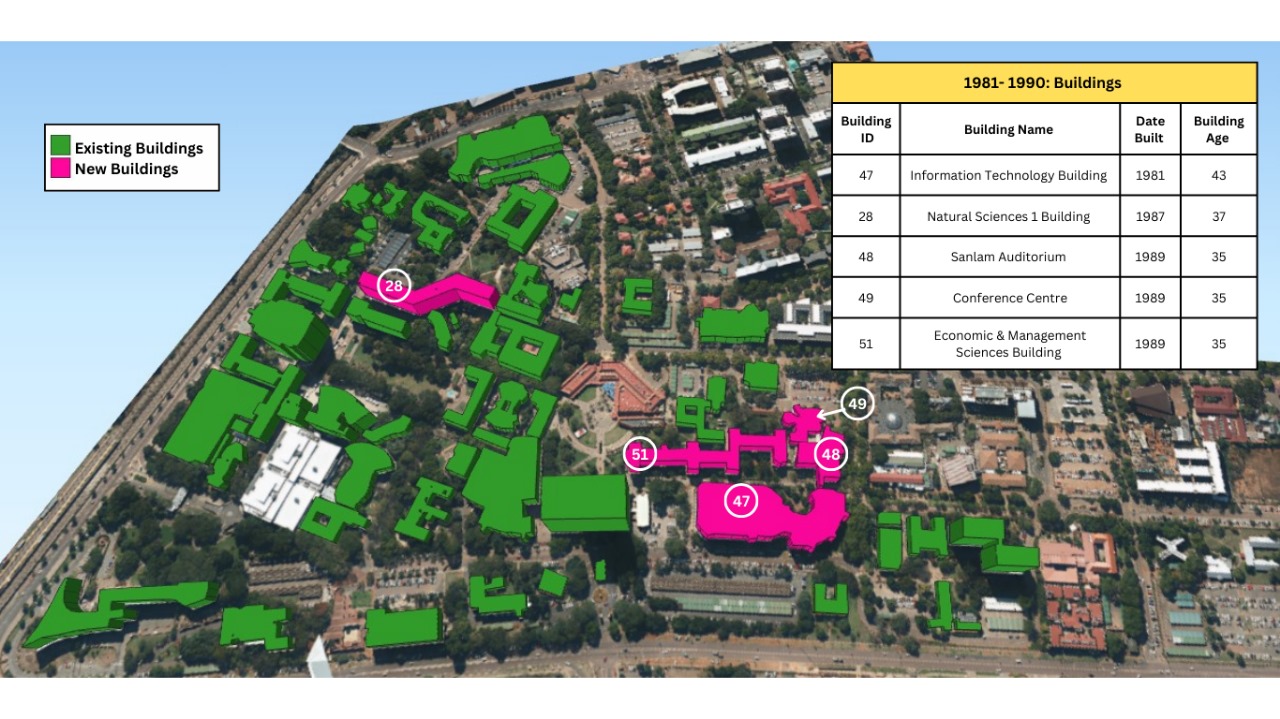 1981- 1990: Buildings
Building ID Building Name Date Built Building Age
47 Information Technology Building 1981 43
28 Natural Sciences 1 Building 1987 37
48 Sanlam Auditorium 1989 35
49 Conference Centre 1989 35
51 Economic & Management Sciences Building 1989 35
Existing Buildings
New Buildings
28
49
51
48
47